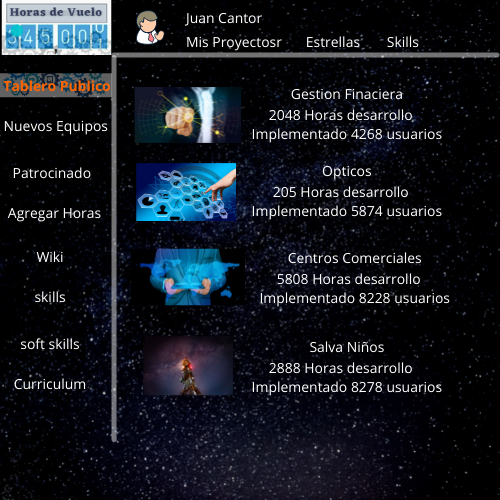 Horas de Vuelo
Juan Cantor
Mis Proyectosr Estrellas Skills
Tablero Publico
Nuevos Equipos
Patrocinado
Agregar Horas
Wiki
skills
soft skills
Curriculum
Gestion Finaciera
2048 Horas desarrollo
Implementado 4268 usuarios
Opticos
205 Horas desarrollo
Implementado 5874 usuarios
Centros Comerciales
5808 Horas desarrollo
Implementado 8228 usuarios
Salva Niños
2888 Horas desarrollo
Implementado 8278 usuarios